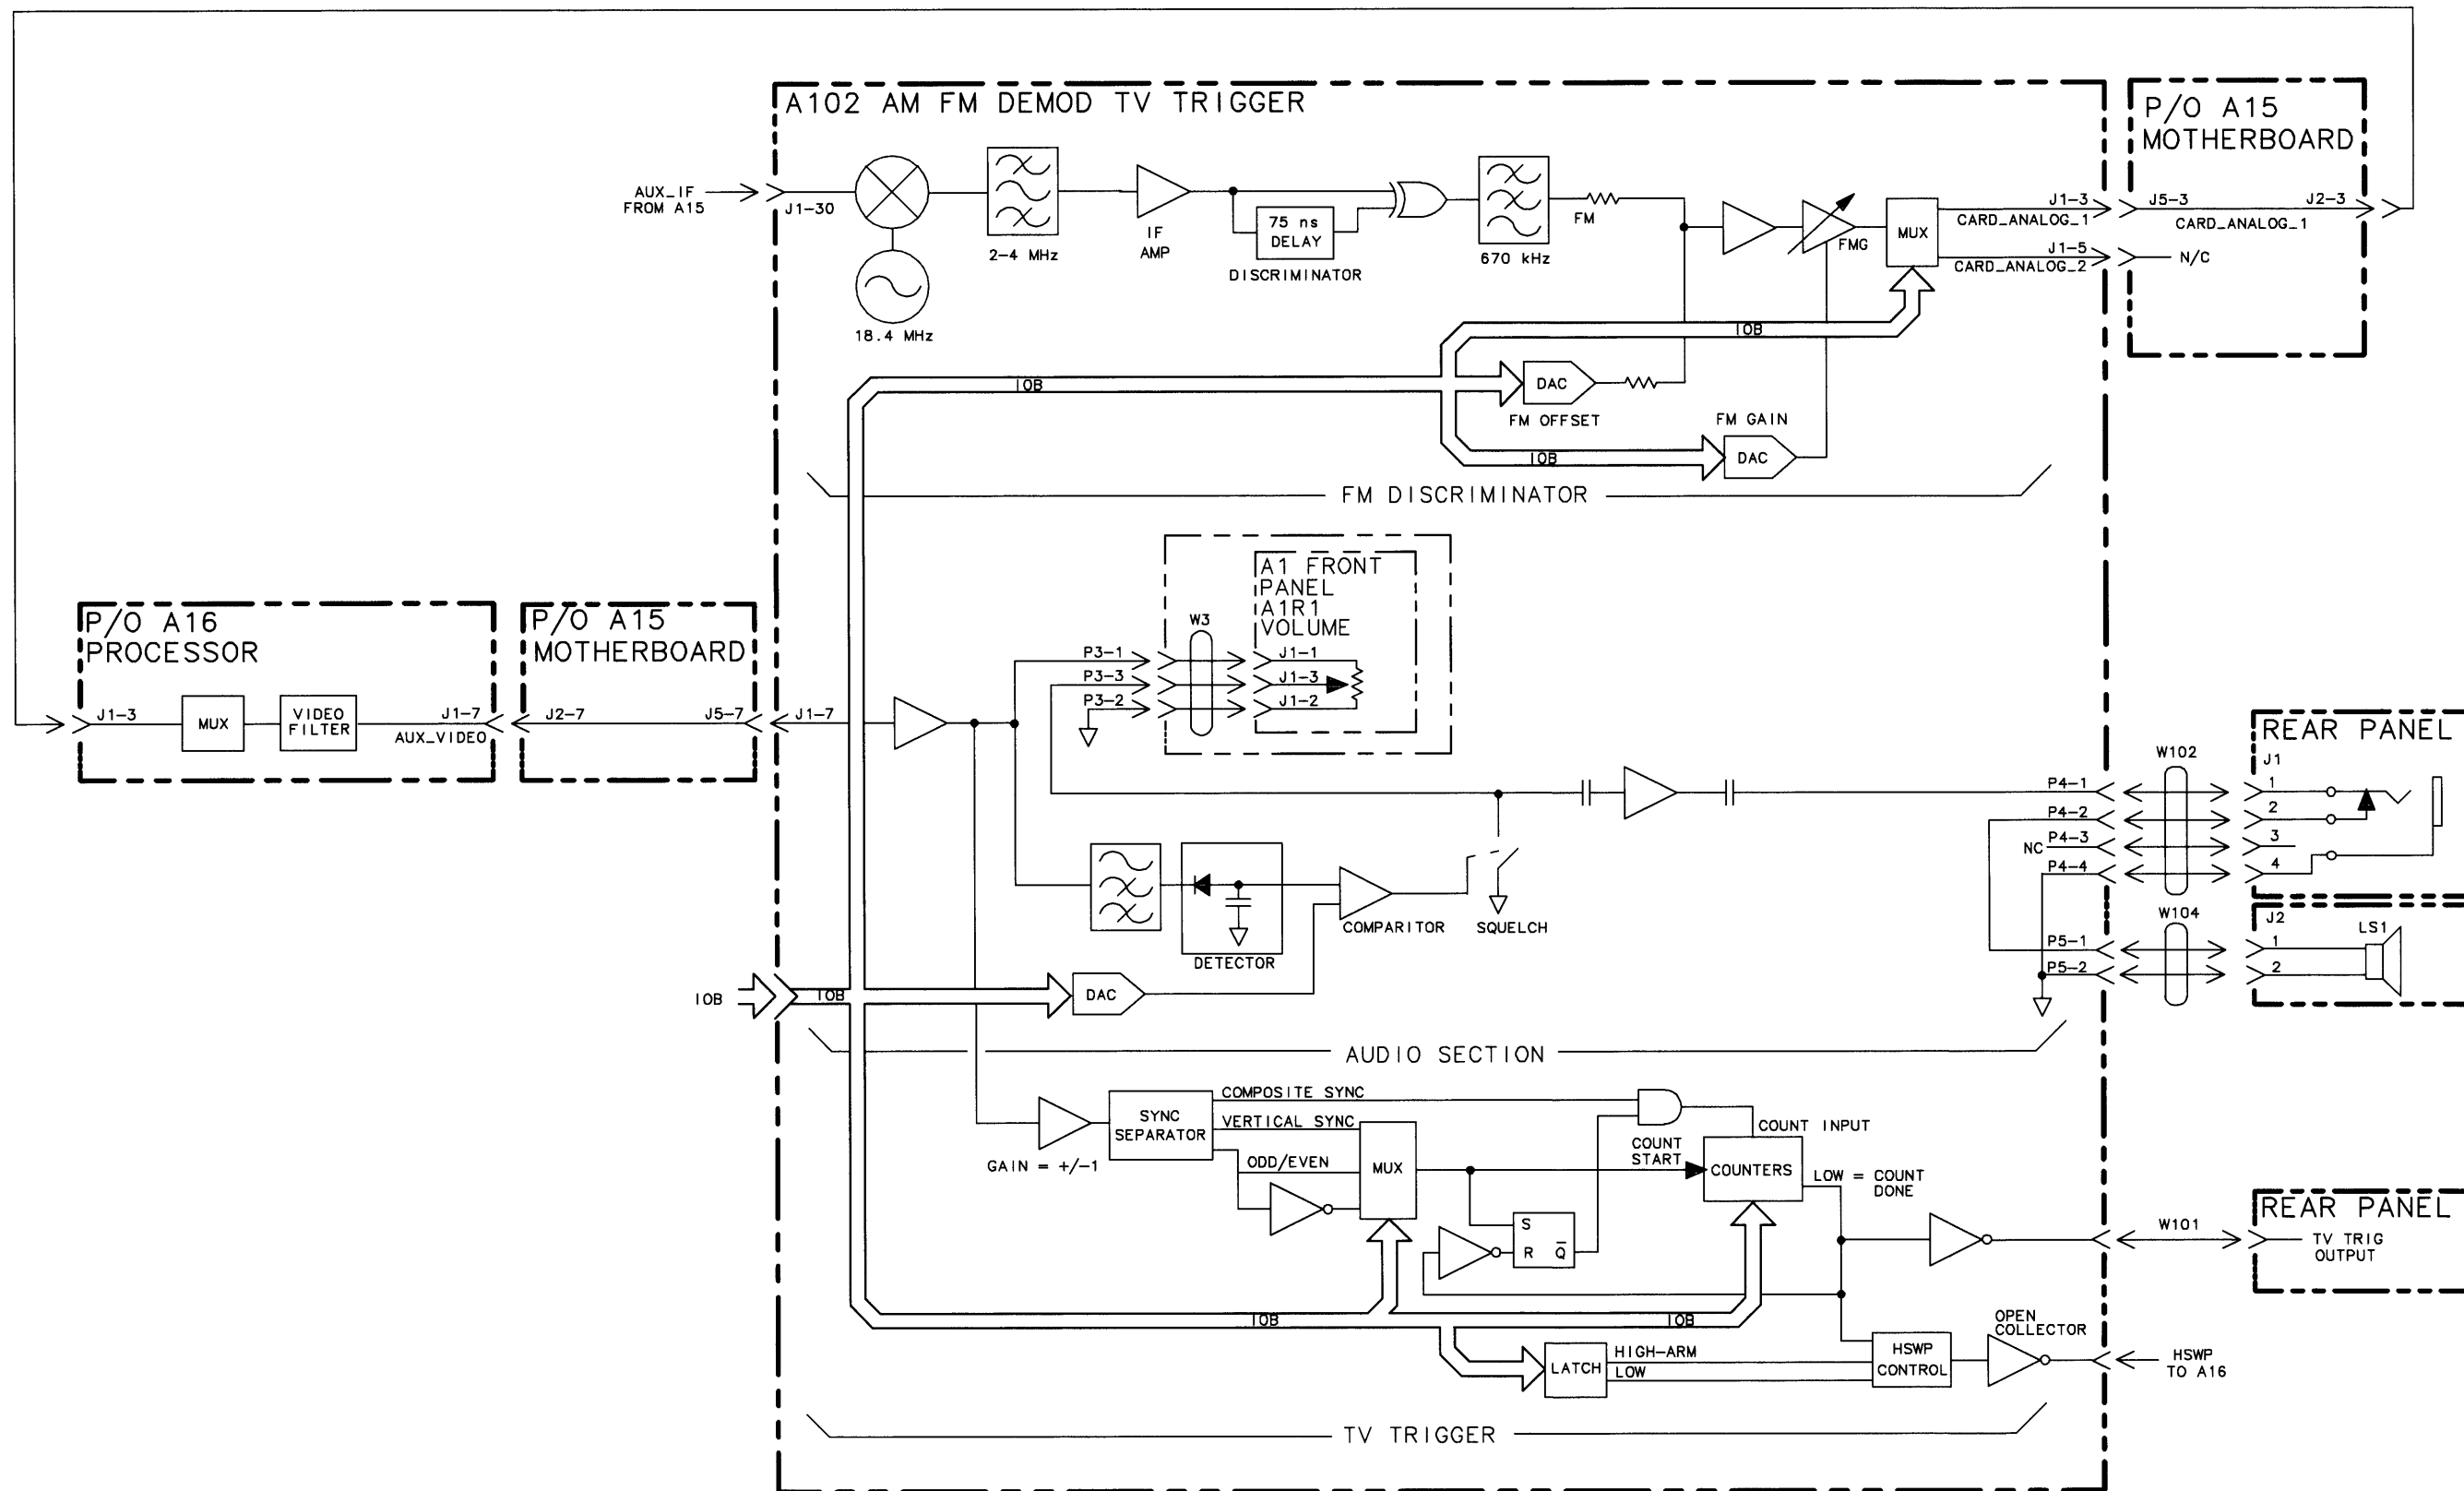 A102 AM FM DEMOD TV TRIGGER
P/O A15
MOTHERBOARD
AUX_IF
FROM A15
J1-30
18.4 MHz
2-4 MHz
IF
AMP
75 ns
DELAY
DISCRIMINATOR
670 kHz
FM
FMG
MUX
J1-3
CARD_ANALOG_1
J1-5
CARD_ANALOG_2
J5-3
J2-3
CARD_ANALOG_1
N/C
IOB
IOB
DAC
FM OFFSET
FM GAIN
IOB
DAC
FM DISCRIMINATOR
P/O A16
PROCESSOR
J1-3
MUX
VIDEO
FILTER
J1-7
AUX_VIDEO
P/O A15
MOTHERBOARD
J2-7
J5-7
J1-7
A1 FRONT
PANEL
A1R1
VOLUME
W3
P3-1
P3-3
P3-2
J1-1
J1-3
J1-2
DETECTOR
COMPARITOR
SQUELCH
IOB
IOB
DAC
P4-1
P4-2
NC
P4-3
P4-4
P5-1
P5-2
W102
W104
REAR PANEL
J1
1
2
3
4
J2
1
2
LS1
AUDIO SECTION
GAIN = +/-1
SYNC
SEPARATOR
COMPOSITE SYNC
VERTICAL SYNC
ODD/EVEN
MUX
COUNT
START
COUNT INPUT
COUNTERS
LOW = COUNT
DONE
S
R
Q̅
IOB
IOB
LATCH
HIGH-ARM
LOW
HSWP
CONTROL
OPEN
COLLECTOR
W101
REAR PANEL
TV TRIG
OUTPUT
HSWP
TO A16
TV TRIGGER